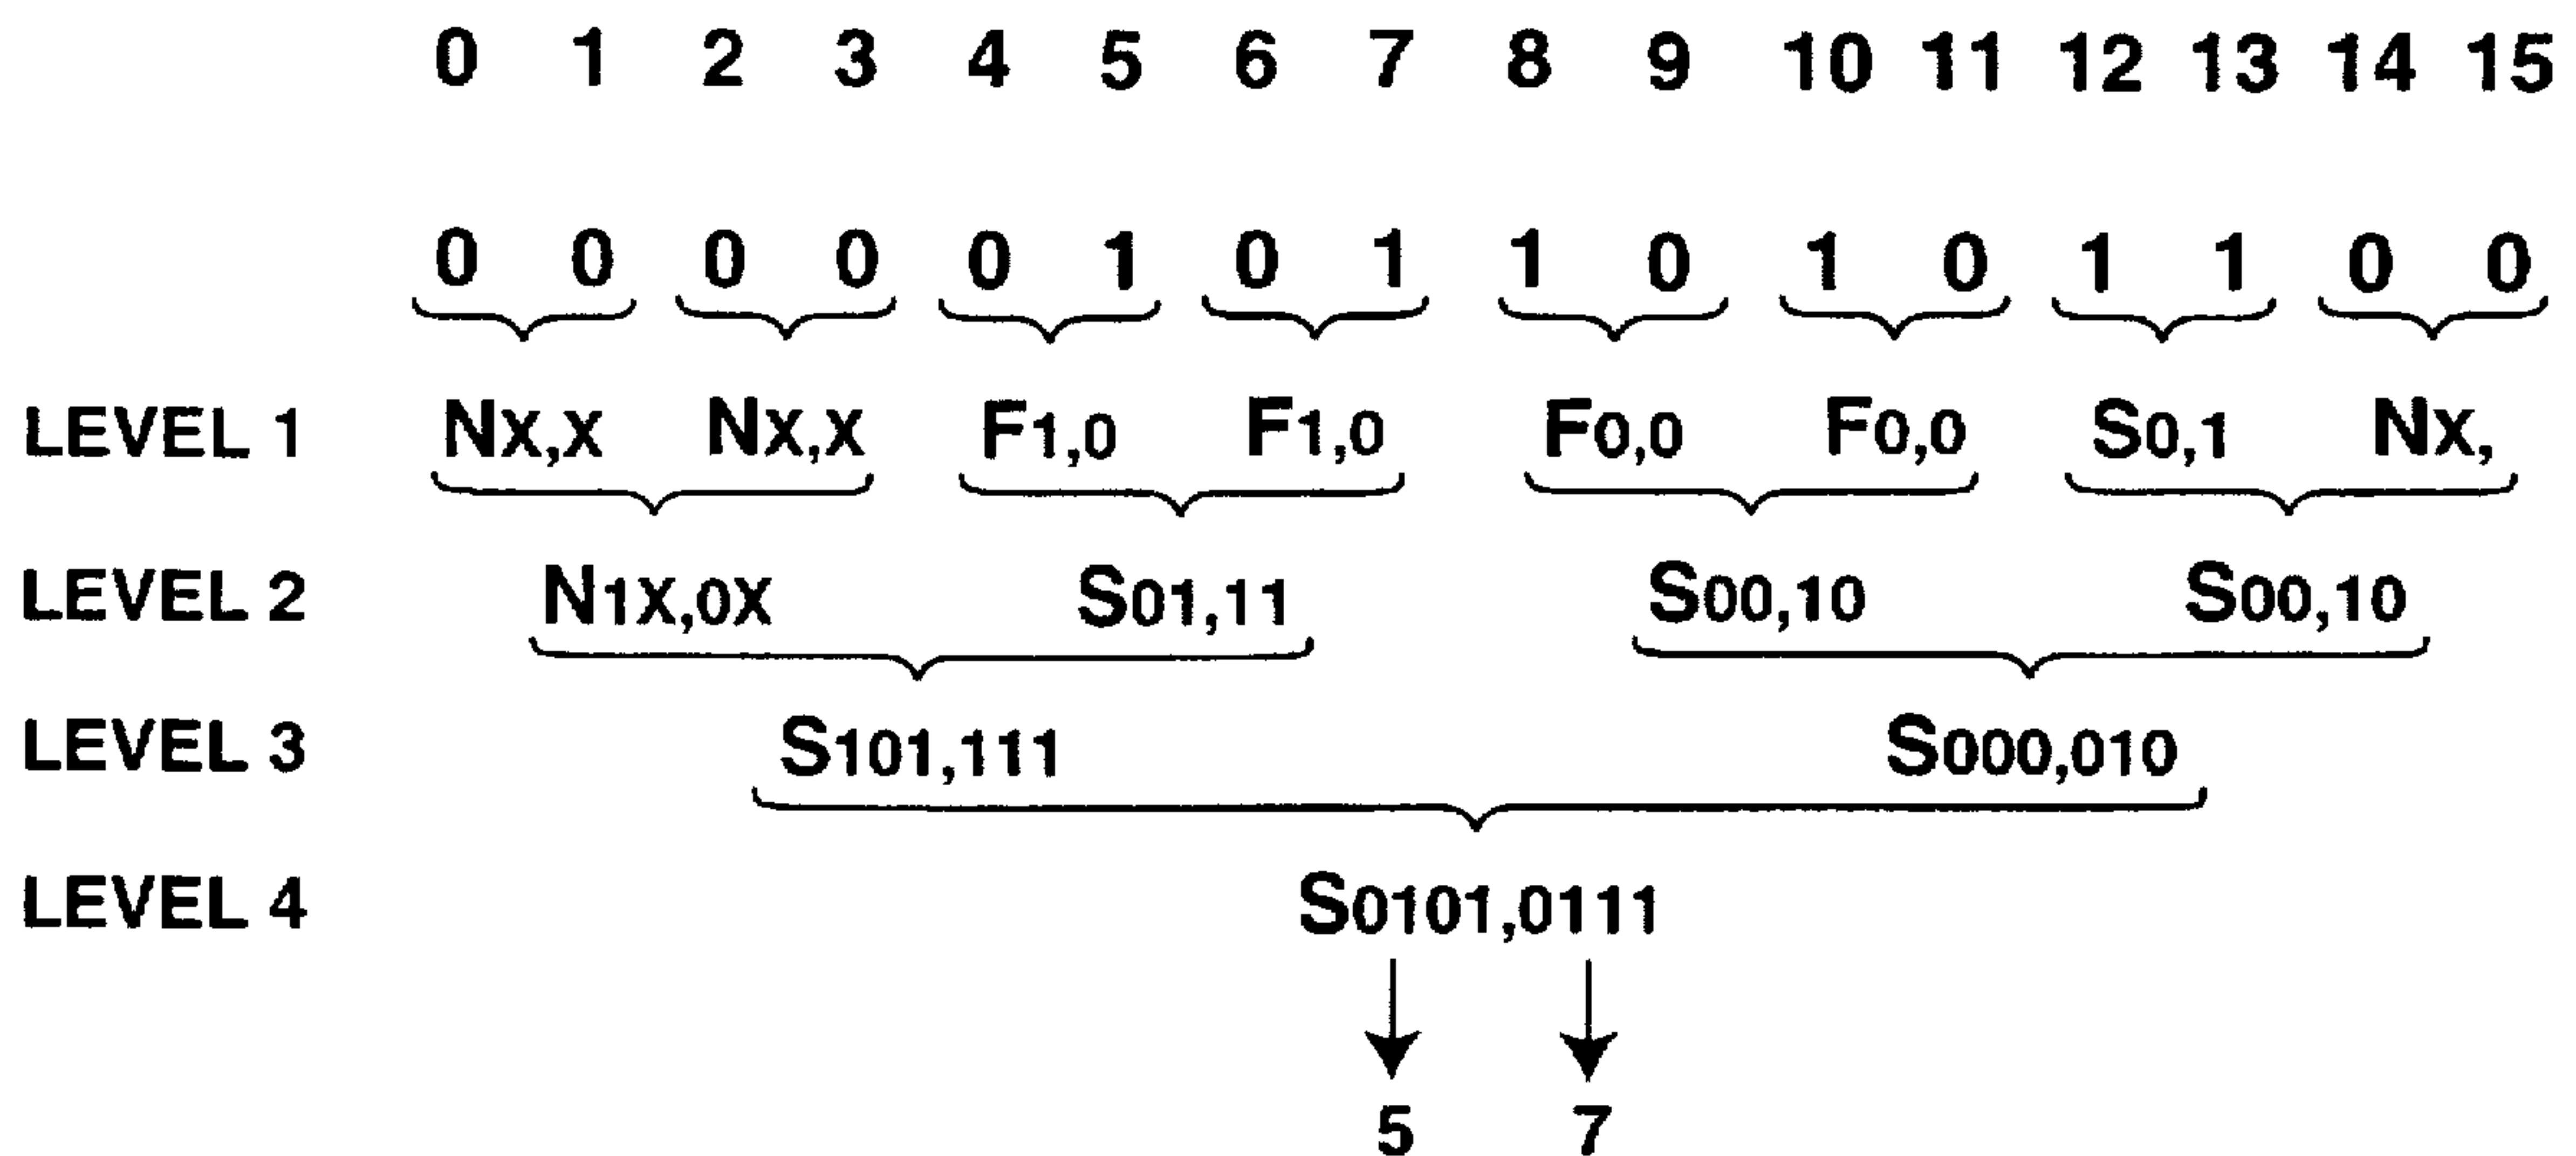 0 1 2 3 4 5 6 7 8 9 10 11 12 13 14 15
0 0 0 0 0 1 0 1 1 0 1 0 1 1 0 0
LEVEL 1 NX,X NX,X F1,0 F1,0 F0,0 F0,0 S0,1 NX,
LEVEL 2 N1X,0X S01,11 S00,10 S00,10
LEVEL 3 S101,111 S000,010
LEVEL 4 S0101,0111
5 7